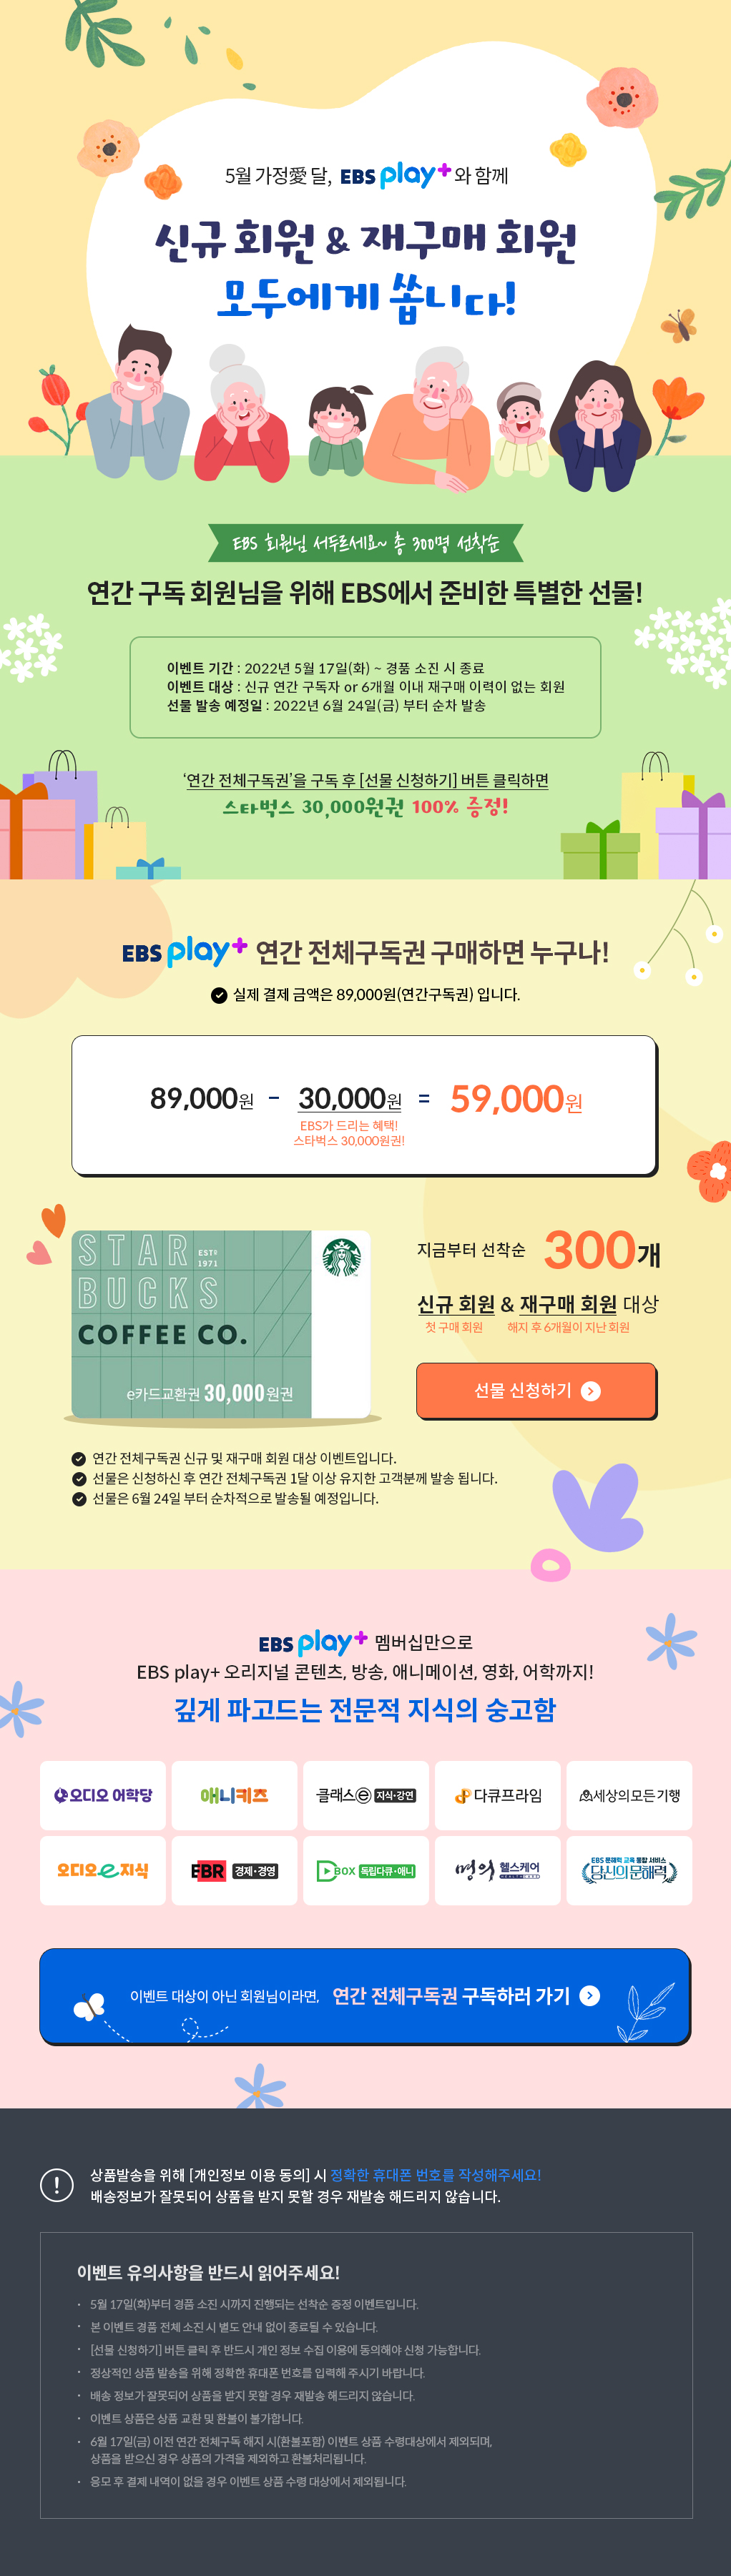 5월 가정愛 달, EBS play+와 함께
신규 회원 & 재구매 회원
모두에게 쏩니다!
EBS 회원님 서두르세요~ 총 300명 선착순
연간 구독 회원님을 위해 EBS에서 준비한 특별한 선물!
이벤트 기간 : 2022년 5월 17일(화) ~ 경품 소진 시 종료
이벤트 대상 : 신규 연간 구독자 or 6개월 이내 재구매 이력이 없는 회원
선물 발송 예정일 : 2022년 6월 24일(금) 부터 순차 발송
‘연간 전체구독권’을 구독 후 [선물 신청하기] 버튼 클릭하면
스타벅스 30,000원권 100% 증정!
EBS play+ 연간 전체구독권 구매하면 누구나!
실제 결제 금액은 89,000원(연간구독권) 입니다.
89,000원 - 30,000원 = 59,000원
EBS가 드리는 혜택!
스타벅스 30,000원권!
STAR
ESTD
1971
BUCKS
COFFEE CO.
e카드교환권 30,000원권
지금부터 선착순 300개
신규 회원 & 재구매 회원 대상
첫 구매 회원 해지 후 6개월이 지난 회원
선물 신청하기
연간 전체구독권 신규 및 재구매 회원 대상 이벤트입니다.
선물은 신청하신 후 연간 전체구독권 1달 이상 유지한 고객분께 발송 됩니다.
선물은 6월 24일 부터 순차적으로 발송될 예정입니다.
EBS play+ 멤버십만으로
EBS play+ 오리지널 콘텐츠, 방송, 애니메이션, 영화, 어학까지!
깊게 파고드는 전문적 지식의 숭고함
오디오 어학당 애니키즈 클래스ⓔ 지식·강연 다큐프라임 세상의모든기행
오디오e지식 EBR 경제·경영 DBOX 독립다큐·애니 명의 헬스케어 HEALTH CARE EBS 문해력 교육 통합 서비스 당신의문해력
이벤트 대상이 아닌 회원님이라면, 연간 전체구독권 구독하러 가기
상품발송을 위해 [개인정보 이용 동의] 시 정확한 휴대폰 번호를 작성해주세요!
배송정보가 잘못되어 상품을 받지 못할 경우 재발송 해드리지 않습니다.
이벤트 유의사항을 반드시 읽어주세요!
· 5월 17일(화)부터 경품 소진 시까지 진행되는 선착순 증정 이벤트입니다.
· 본 이벤트 경품 전체 소진 시 별도 안내 없이 종료될 수 있습니다.
· [선물 신청하기] 버튼 클릭 후 반드시 개인 정보 수집 이용에 동의해야 신청 가능합니다.
· 정상적인 상품 발송을 위해 정확한 휴대폰 번호를 입력해 주시기 바랍니다.
· 배송 정보가 잘못되어 상품을 받지 못할 경우 재발송 해드리지 않습니다.
· 이벤트 상품은 상품 교환 및 환불이 불가합니다.
· 6월 17일(금) 이전 연간 전체구독 해지 시(환불포함) 이벤트 상품 수령대상에서 제외되며,
상품을 받으신 경우 상품의 가격을 제외하고 환불처리됩니다.
· 응모 후 결제 내역이 없을 경우 이벤트 상품 수령 대상에서 제외됩니다.